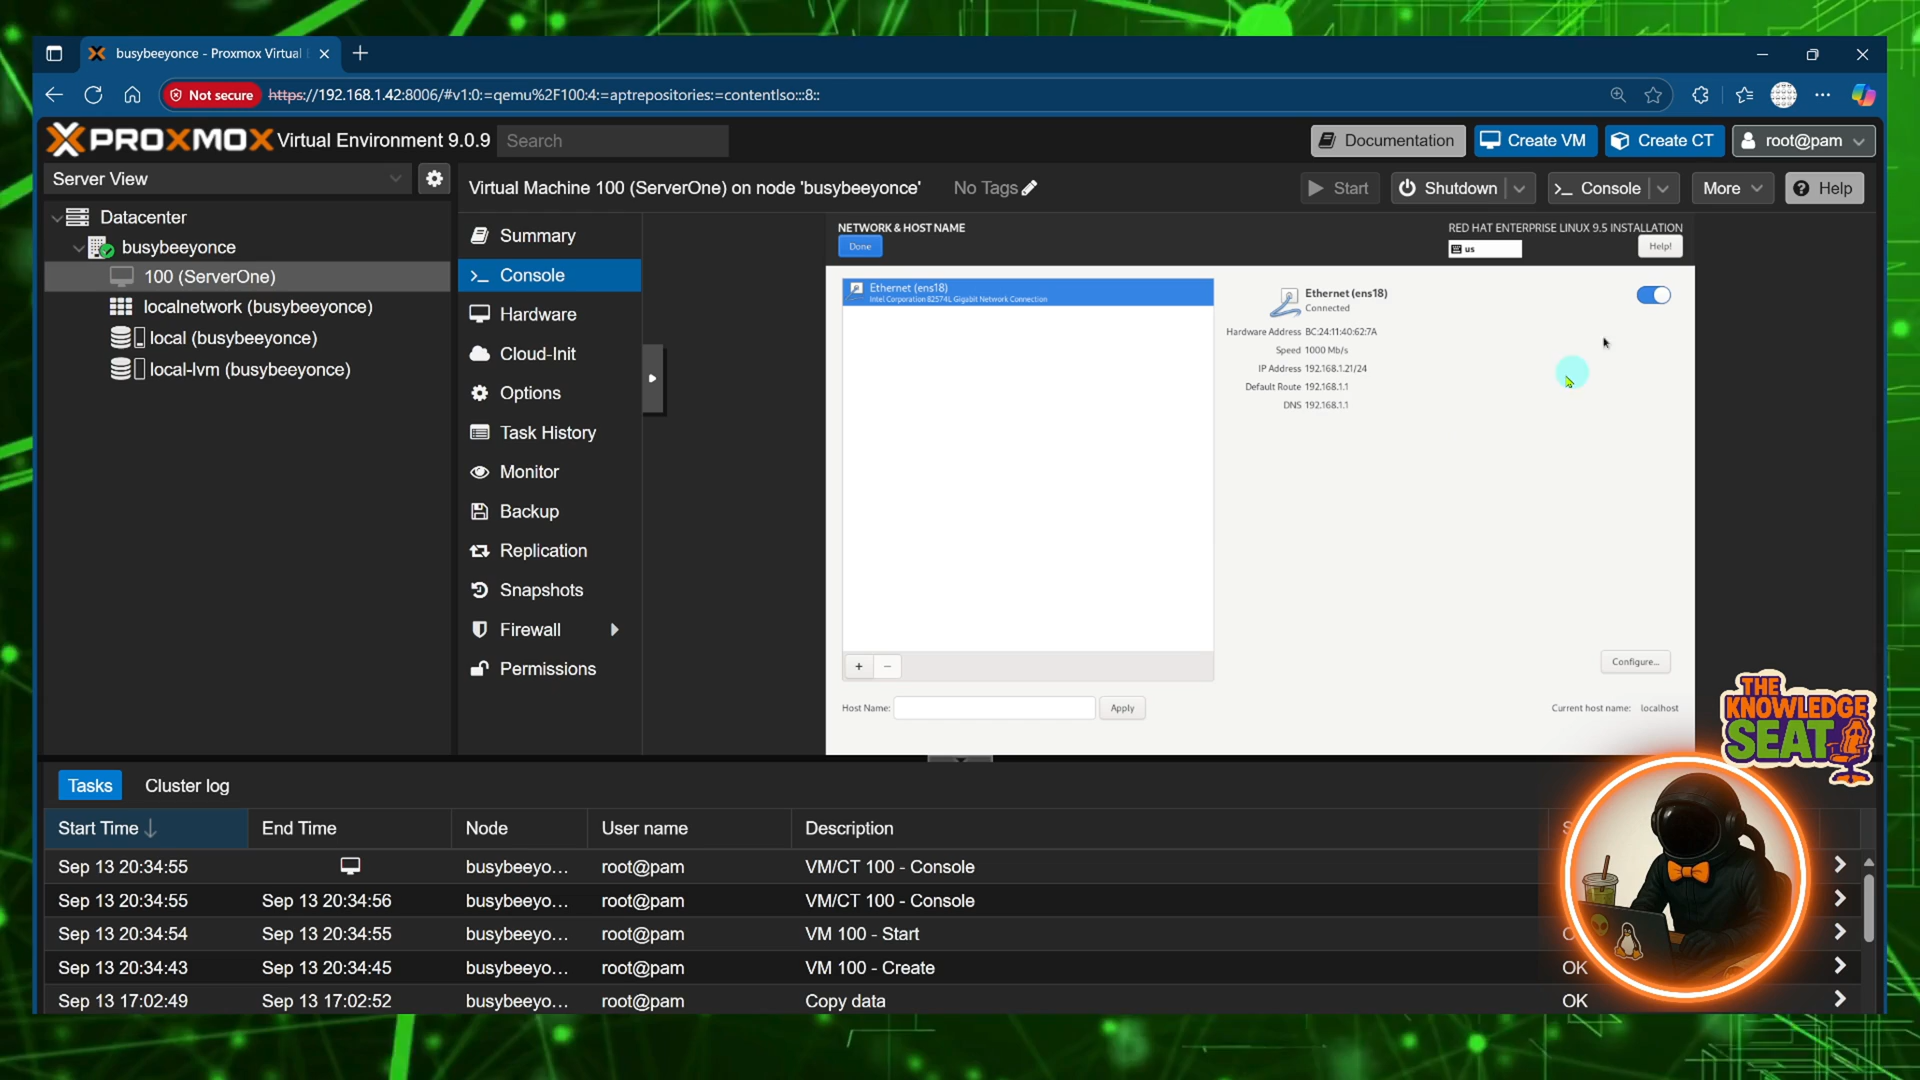 busybeeyonce - Proxmox Virtual
Not secure https://192.168.1.42:8006/#v1:0:=qemu%2F100:4:=aptrepositories:=contentIso:::8::
PROXMOX Virtual Environment 9.0.9 Search
Documentation Create VM Create CT root@pam
Server View
Virtual Machine 100 (ServerOne) on node 'busybeeyonce' No Tags
Start Shutdown Console More Help
Datacenter
busybeeyonce
100 (ServerOne)
localnetwork (busybeeyonce)
local (busybeeyonce)
local-lvm (busybeeyonce)
Summary
Console
Hardware
Cloud-Init
Options
Task History
Monitor
Backup
Replication
Snapshots
Firewall
Permissions
NETWORK & HOST NAME
Done
RED HAT ENTERPRISE LINUX 9.5 INSTALLATION
us
Help!
Ethernet (ens18)
Intel Corporation 82574L Gigabit Network Connection
Ethernet (ens18)
Connected
Hardware Address BC:24:11:40:62:7A
Speed 1000 Mb/s
IP Address 192.168.1.21/24
Default Route 192.168.1.1
DNS 192.168.1.1
+ −
Configure...
Host Name: Apply
Current host name: localhost
THE
KNOWLEDGE
SEAT
Tasks Cluster log
Start Time End Time Node User name Description
Sep 13 20:34:55 busybeeyo... root@pam VM/CT 100 - Console
Sep 13 20:34:55 Sep 13 20:34:56 busybeeyo... root@pam VM/CT 100 - Console
Sep 13 20:34:54 Sep 13 20:34:55 busybeeyo... root@pam VM 100 - Start
Sep 13 20:34:43 Sep 13 20:34:45 busybeeyo... root@pam VM 100 - Create OK
Sep 13 17:02:49 Sep 13 17:02:52 busybeeyo... root@pam Copy data OK